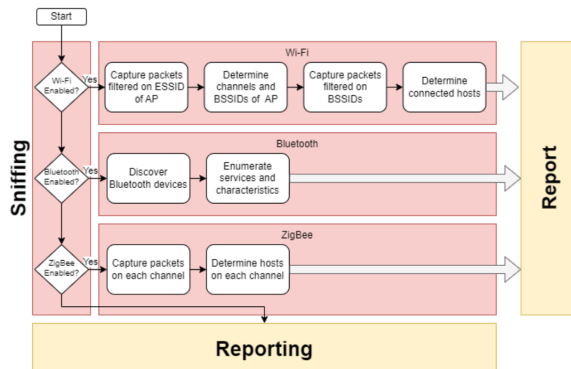 Start
Sniffing
Wi-Fi
Wi-Fi
Enabled?
Yes
Capture packets
filtered on ESSID
of AP
Determine
channels and
BSSIDs of AP
Capture packets
filtered on
BSSIDs
Determine
connected hosts
Bluetooth
Bluetooth
Enabled?
Yes
Discover
Bluetooth devices
Enumerate
services and
characteristics
ZigBee
ZigBee
Enabled?
Yes
Capture packets
on each channel
Determine hosts
on each channel
Report
Reporting